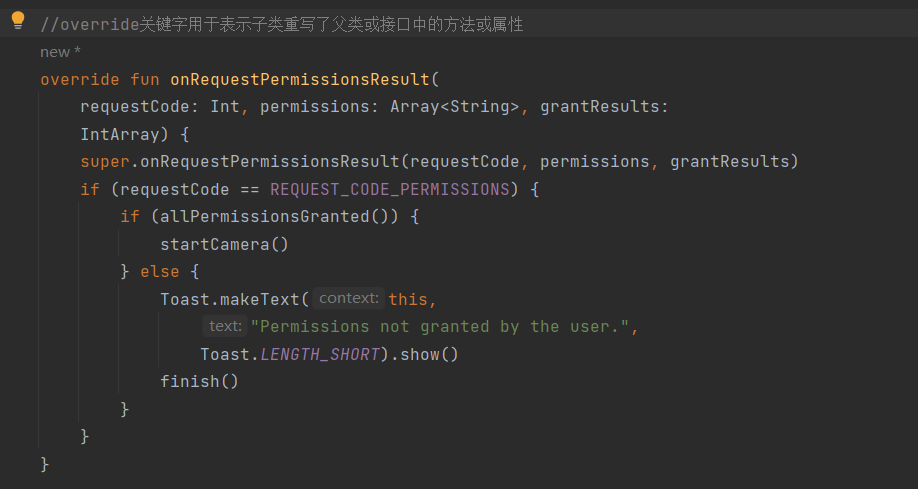 //override关键字用于表示子类重写了父类或接口中的方法或属性
new *
override fun onRequestPermissionsResult(
requestCode: Int, permissions: Array<String>, grantResults:
IntArray) {
super.onRequestPermissionsResult(requestCode, permissions, grantResults)
if (requestCode == REQUEST_CODE_PERMISSIONS) {
if (allPermissionsGranted()) {
startCamera()
} else {
Toast.makeText( context: this,
text: "Permissions not granted by the user.",
Toast.LENGTH_SHORT).show()
finish()
}
}
}